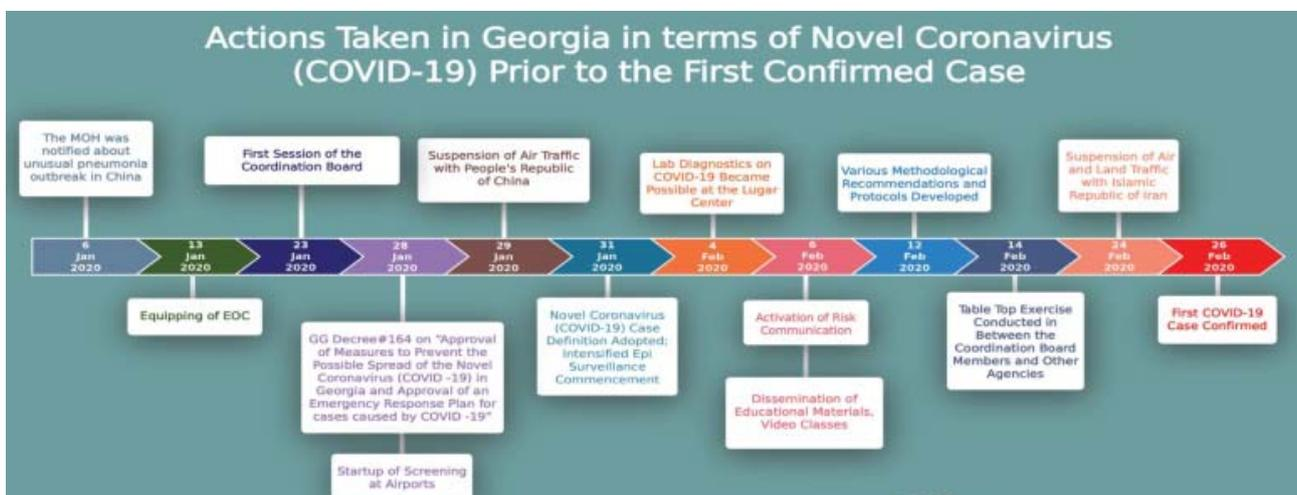 Actions Taken in Georgia in terms of Novel Coronavirus
(COVID-19) Prior to the First Confirmed Case
The MOH was
notified about
unusual pneumonia
outbreak in China
First Session of the
Coordination Board
Suspension of Air Traffic
with People's Republic
of China
Lab Diagnostics on
COVID-19 Became
Possible at the Lugar
Center
Various Methodological
Recommendations and
Protocols Developed
Suspension of Air
and Land Traffic
with Islamic
Republic of Iran
6
Jan
2020
13
Jan
2020
23
Jan
2020
28
Jan
2020
29
Jan
2020
31
Jan
2020
4
Feb
2020
6
Feb
2020
12
Feb
2020
14
Feb
2020
24
Feb
2020
26
Feb
2020
Equipping of EOC
GG Decree#164 on "Approval
of Measures to Prevent the
Possible Spread of the Novel
Coronavirus (COVID -19) in
Georgia and Approval of an
Emergency Response Plan for
cases caused by COVID -19"
Startup of Screening
at Airports
Novel Coronavirus
(COVID-19) Case
Definition Adopted;
Intensified Epi
Surveillance
Commencement
Activation of Risk
Communication
Dissemination of
Educational Materials,
Video Classes
Table Top Exercise
Conducted in
Between the
Coordination Board
Members and Other
Agencies
First COVID-19
Case Confirmed